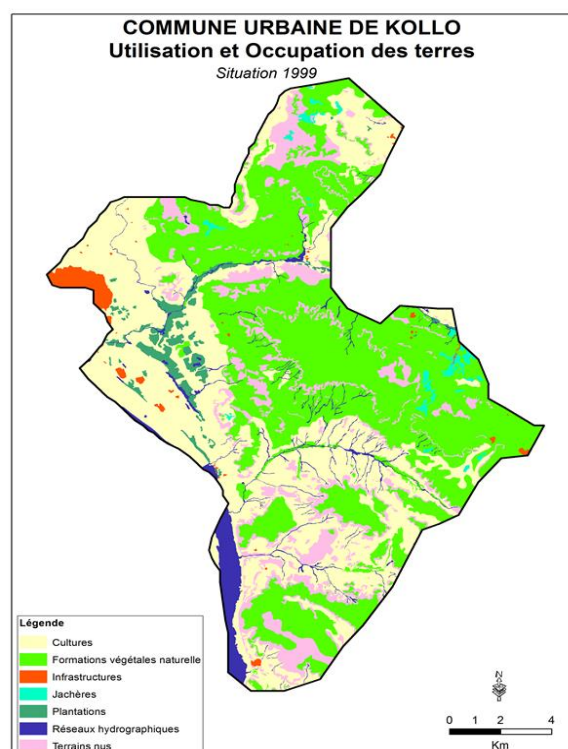 COMMUNE URBAINE DE KOLLO
Utilisation et Occupation des terres
Situation 1999
Légende
Cultures
Formations végétales naturelle
Infrastructures
Jachères
Plantations
Réseaux hydrographiques
Terrains nus
N
0 1 2 4
Km